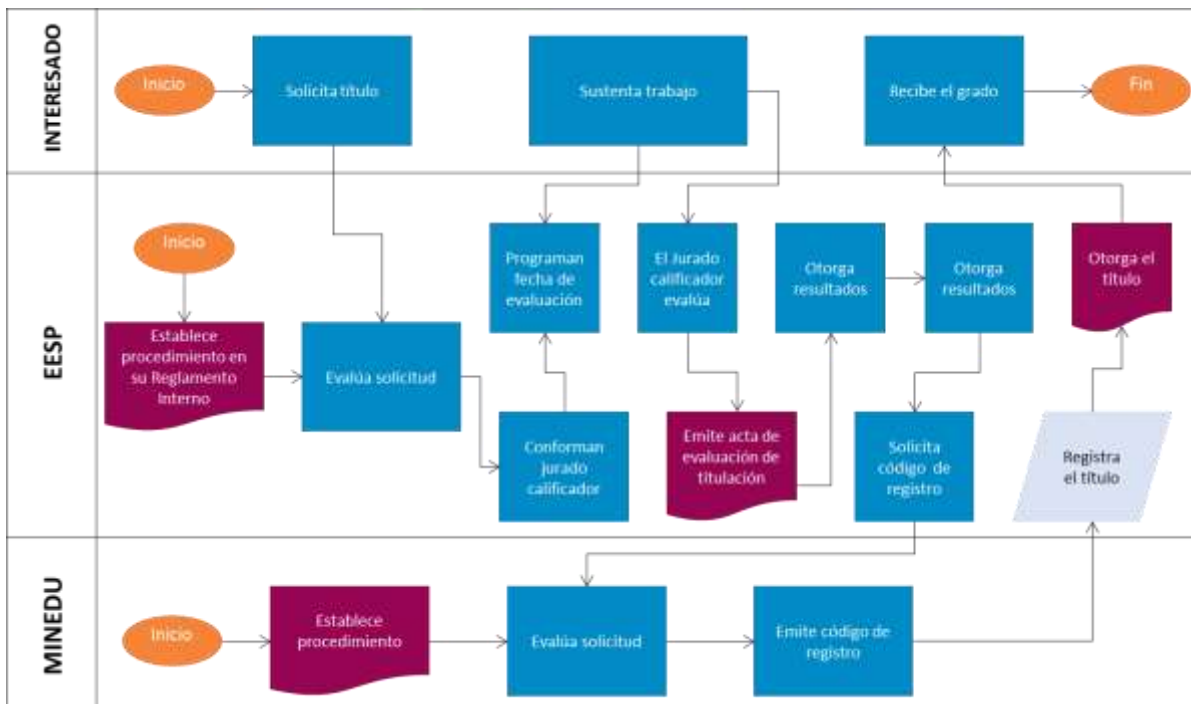 INTERESADO
Inicio
Solicita título
Sustenta trabajo
Recibe el grado
Fin
EESP
Inicio
Establece
procedimiento en
su Reglamento
Interno
Evalúa solicitud
Conforman
jurado
calificador
Programan
fecha de
evaluación
El Jurado
calificador
evalúa
Emite acta de
evaluación de
titulación
Otorga
resultados
Otorga
resultados
Solicita
código de
registro
Registra
el título
Otorga el
título
MINEDU
Inicio
Establece
procedimiento
Evalúa solicitud
Emite código de
registro